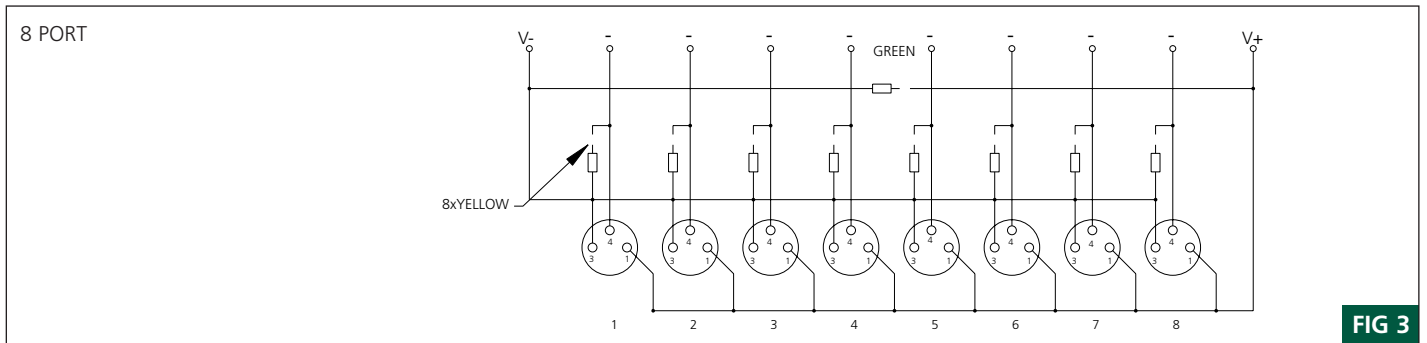 8 PORT
V- - - - - - - - - V+
GREEN
8xYELLOW
4 4 4 4 4 4 4 4
3 1 3 1 3 1 3 1 3 1 3 1 3 1 3 1
1 2 3 4 5 6 7 8
FIG 3